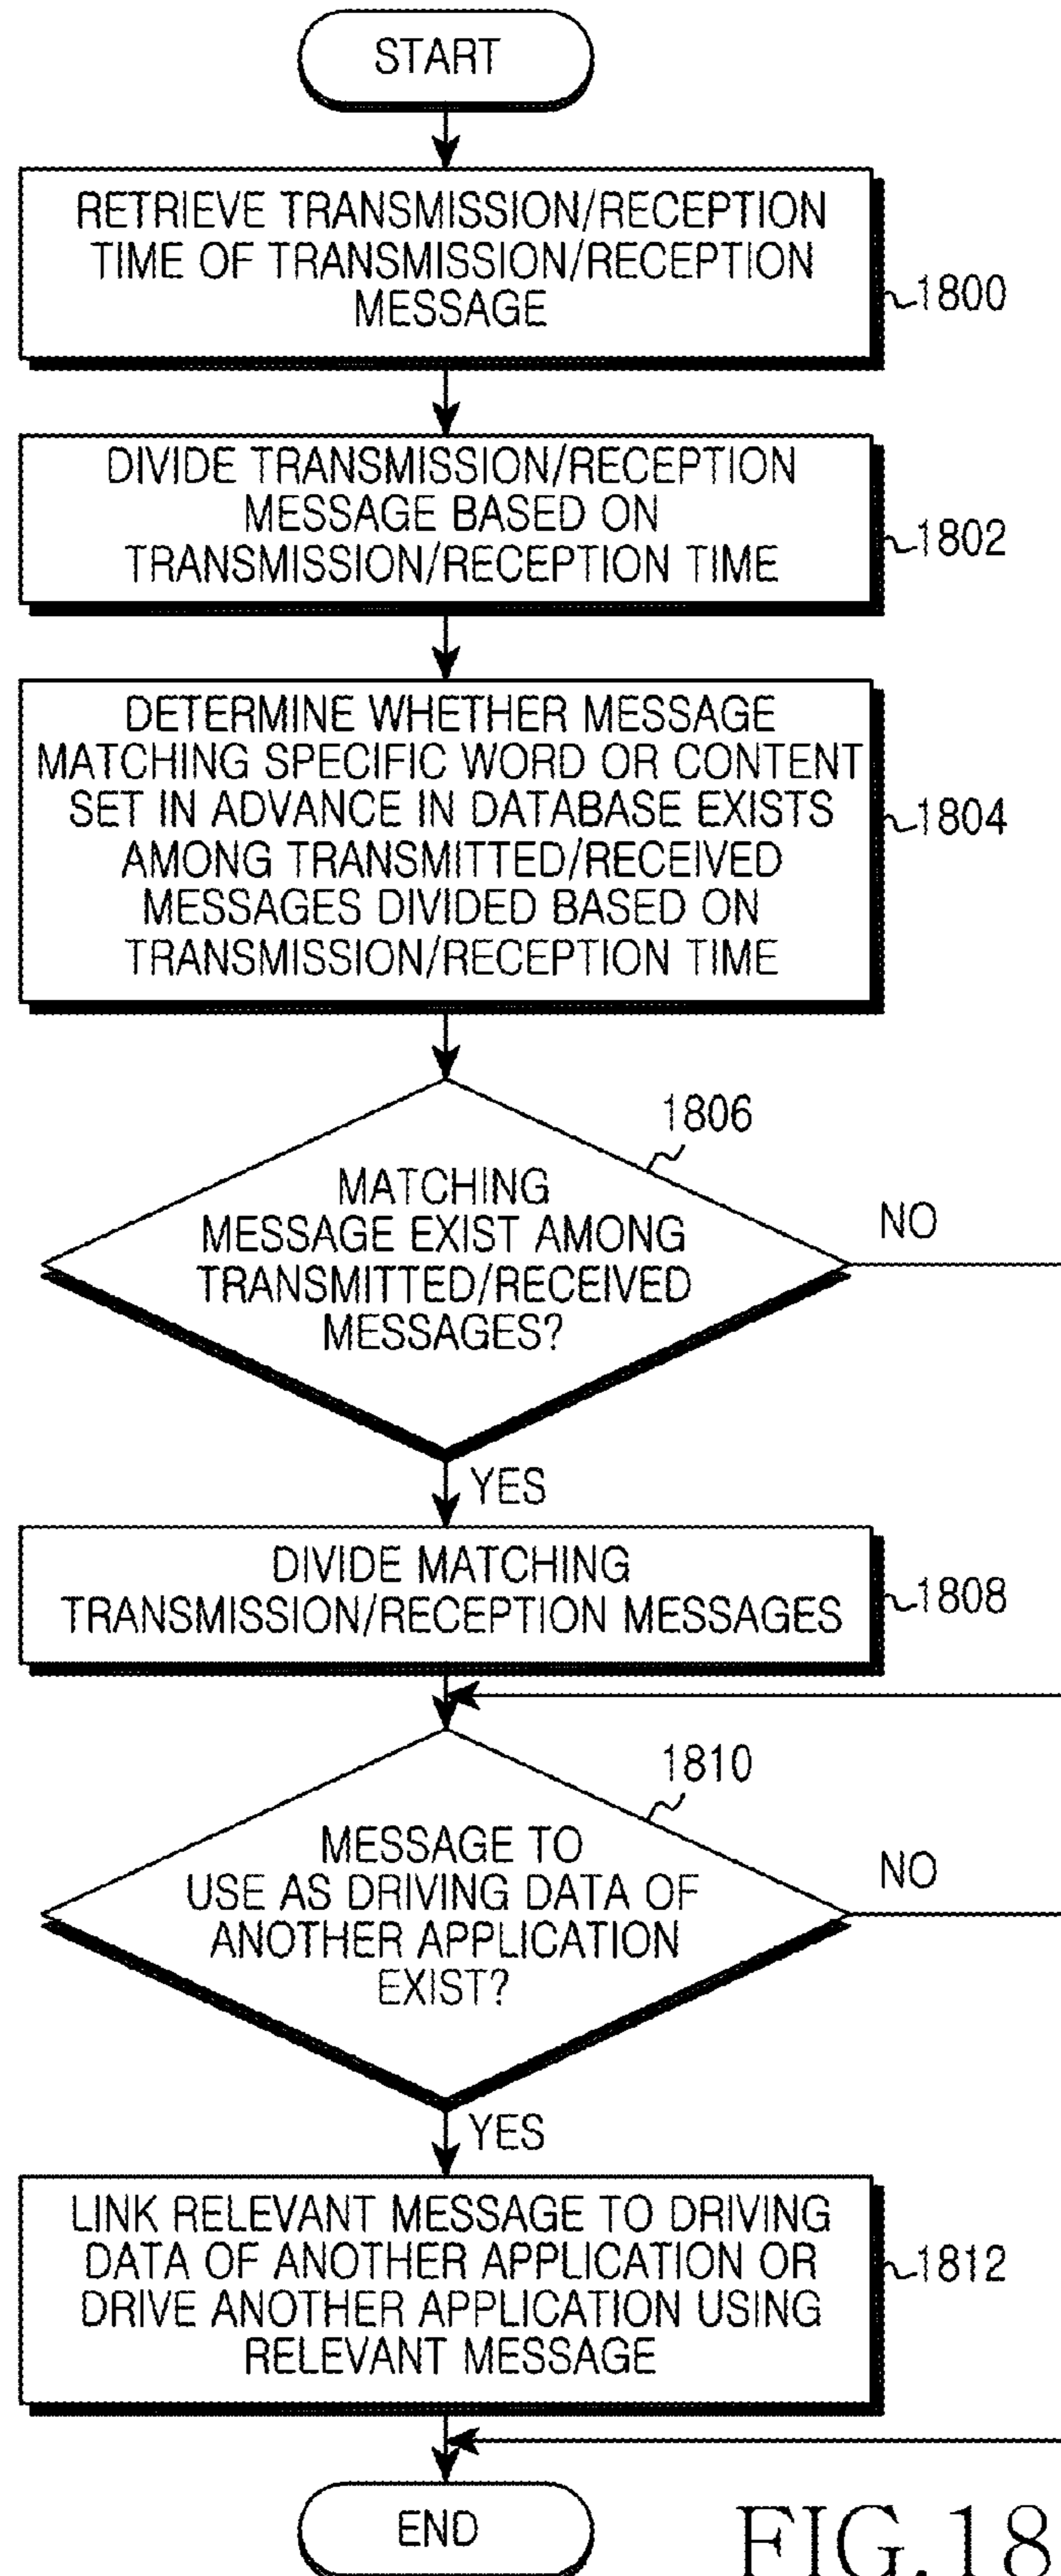 START
RETRIEVE TRANSMISSION/RECEPTION
TIME OF TRANSMISSION/RECEPTION
MESSAGE
1800
DIVIDE TRANSMISSION/RECEPTION
MESSAGE BASED ON
TRANSMISSION/RECEPTION TIME
1802
DETERMINE WHETHER MESSAGE
MATCHING SPECIFIC WORD OR CONTENT
SET IN ADVANCE IN DATABASE EXISTS
AMONG TRANSMITTED/RECEIVED
MESSAGES DIVIDED BASED ON
TRANSMISSION/RECEPTION TIME
1804
1806
MATCHING
MESSAGE EXIST AMONG
TRANSMITTED/RECEIVED
MESSAGES?
NO
YES
DIVIDE MATCHING
TRANSMISSION/RECEPTION MESSAGES
1808
1810
MESSAGE TO
USE AS DRIVING DATA OF
ANOTHER APPLICATION
EXIST?
NO
YES
LINK RELEVANT MESSAGE TO DRIVING
DATA OF ANOTHER APPLICATION OR
DRIVE ANOTHER APPLICATION USING
RELEVANT MESSAGE
1812
END
FIG.18